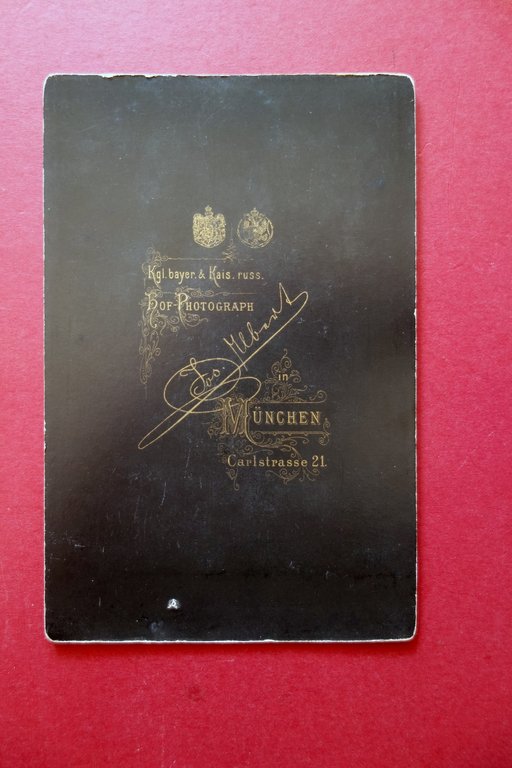 Kgl. bayer. & Kais. russ.
HOF-PHOTOGRAPH
Jos. Albert
in
MÜNCHEN
Carlstrasse 21.